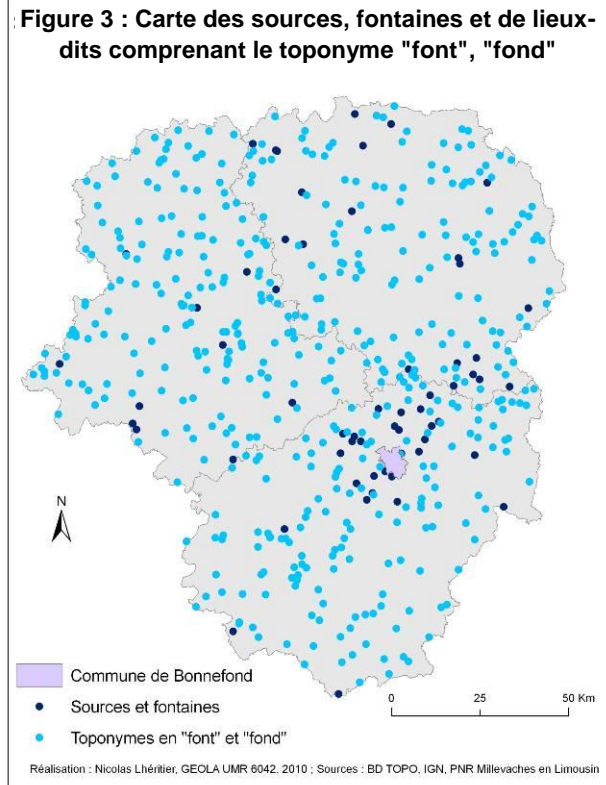 Figure 3 : Carte des sources, fontaines et de lieux-
dits comprenant le toponyme "font", "fond"
N
Commune de Bonnefond
Sources et fontaines
Toponymes en "font" et "fond"
0 25 50 Km
Réalisation : Nicolas Lhéritier, GEOLA UMR 6042, 2010 ; Sources : BD TOPO, IGN, PNR Millevaches en Limousin